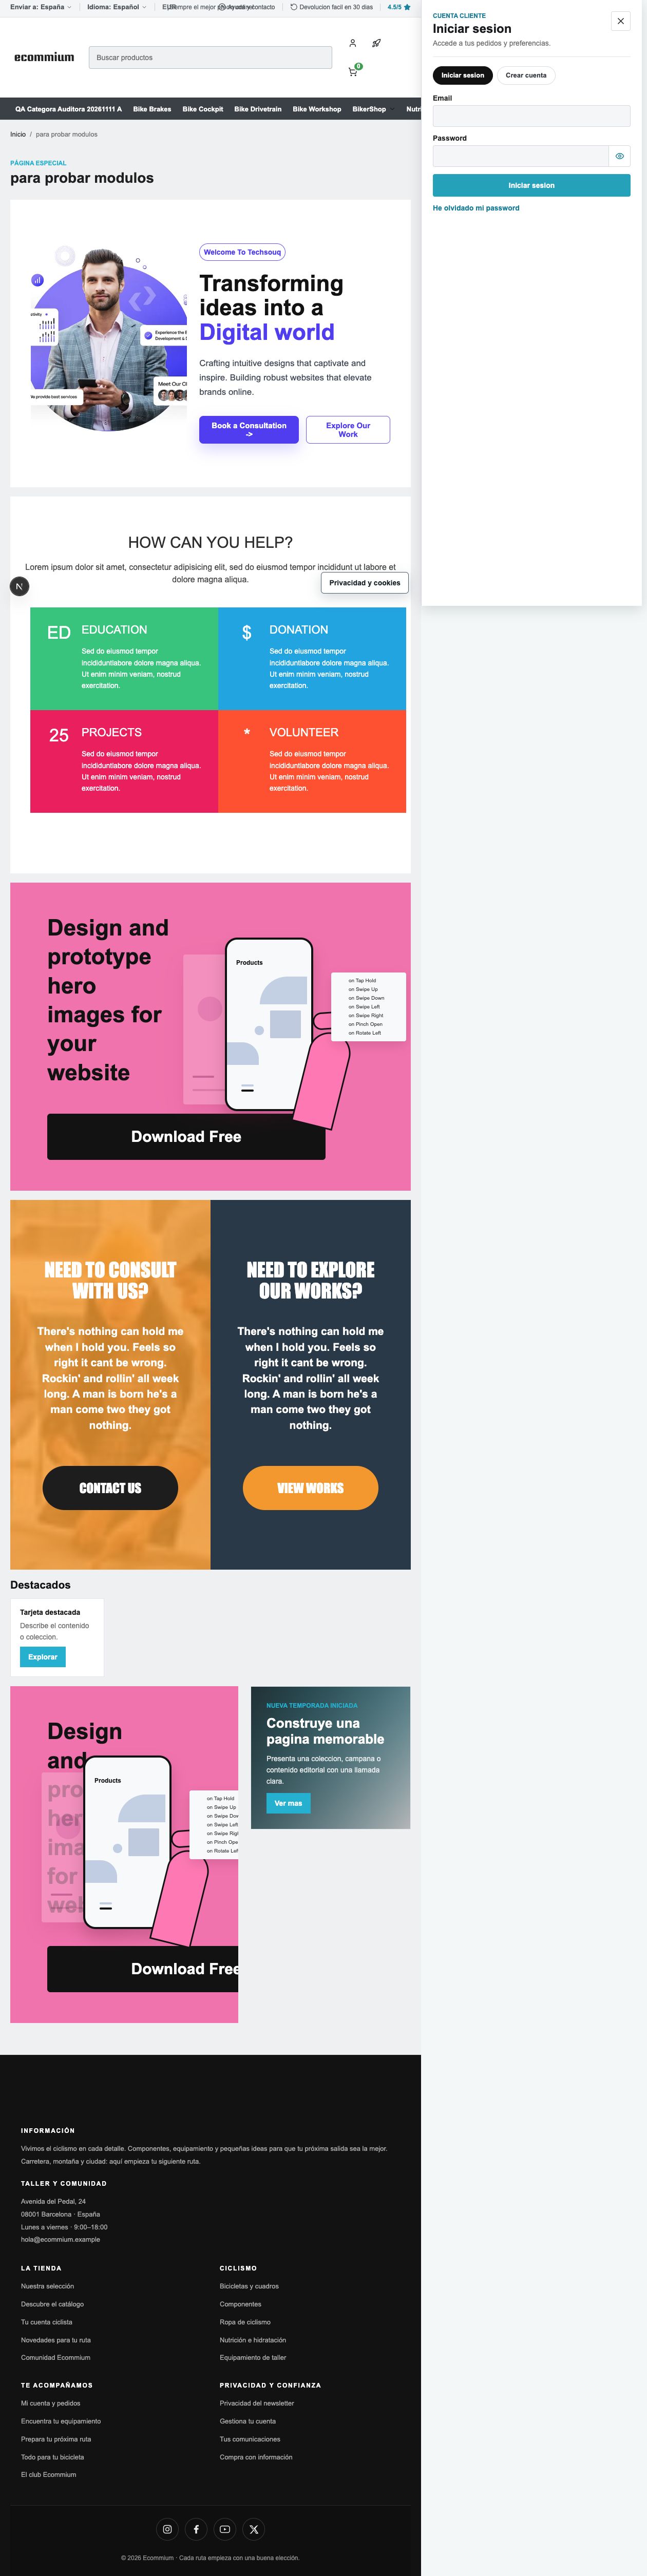 Enviar a: España
Idioma: Español
Ayuda y contacto
Devolucion facil en 30 dias
4.5/5
ecommium
Buscar productos
0
QA Categora Auditora 20261111 A
Bike Brakes
Bike Cockpit
Bike Drivetrain
Bike Workshop
BikerShop
Inicio / para probar modulos
PÁGINA ESPECIAL
para probar modulos
Welcome To Techsouq
Transforming
ideas into a
Digital world
Crafting intuitive designs that captivate and
inspire. Building robust websites that elevate
brands online.
Book a Consultation
->
Explore Our
Work
HOW CAN YOU HELP?
Lorem ipsum dolor sit amet, consectetur adipisicing elit, sed do eiusmod tempor incididunt ut labore et
dolore magna aliqua.
N
Privacidad y cookies
ED
EDUCATION
Sed do eiusmod tempor
incididuntlabore dolore magna aliqua.
Ut enim minim veniam, nostrud
exercitation.
$
DONATION
Sed do eiusmod tempor
incididuntlabore dolore magna aliqua.
Ut enim minim veniam, nostrud
exercitation.
25
PROJECTS
Sed do eiusmod tempor
incididuntlabore dolore magna aliqua.
Ut enim minim veniam, nostrud
exercitation.
*
VOLUNTEER
Sed do eiusmod tempor
incididuntlabore dolore magna aliqua.
Ut enim minim veniam, nostrud
exercitation.
Design and
prototype
hero
images for
your
website
Products
on Tap Hold
on Swipe Up
on Swipe Down
on Swipe Left
on Swipe Right
on Pinch Open
on Rotate Left
Download Free
NEED TO CONSULT
WITH US?
There's nothing can hold me
when I hold you. Feels so
right it cant be wrong.
Rockin' and rollin' all week
long. A man is born he's a
man come two they got
nothing.
CONTACT US
NEED TO EXPLORE
OUR WORKS?
There's nothing can hold me
when I hold you. Feels so
right it cant be wrong.
Rockin' and rollin' all week
long. A man is born he's a
man come two they got
nothing.
VIEW WORKS
Destacados
Tarjeta destacada
Describe el contenido
o coleccion.
Explorar
Design
and
Products
on Tap Hold
on Swipe Up
on Swipe
on Swipe Left
on Swipe
on Pinch
on Rotate
Download Free
NUEVA TEMPORADA INICIADA
Construye una
pagina memorable
Presenta una coleccion, campana o
contenido editorial con una llamada
clara.
Ver mas
INFORMACIÓN
Vivimos el ciclismo en cada detalle. Componentes, equipamiento y pequeñas ideas para que tu próxima salida sea la mejor.
Carretera, montaña y ciudad: aquí empieza tu siguiente ruta.
TALLER Y COMUNIDAD
Avenida del Pedal, 24
08001 Barcelona · España
Lunes a viernes · 9:00–18:00
hola@ecommium.example
LA TIENDA
Nuestra selección
Descubre el catálogo
Tu cuenta ciclista
Novedades para tu ruta
Comunidad Ecommium
CICLISMO
Bicicletas y cuadros
Componentes
Ropa de ciclismo
Nutrición e hidratación
Equipamiento de taller
TE ACOMPAÑAMOS
Mi cuenta y pedidos
Encuentra tu equipamiento
Prepara tu próxima ruta
Todo para tu bicicleta
El club Ecommium
PRIVACIDAD Y CONFIANZA
Privacidad del newsletter
Gestiona tu cuenta
Tus comunicaciones
Compra con información
© 2026 Ecommium · Cada ruta empieza con una buena elección.
CUENTA CLIENTE
Iniciar sesion
Accede a tus pedidos y preferencias.
Iniciar sesion
Crear cuenta
Email
Password
Iniciar sesion
He olvidado mi password